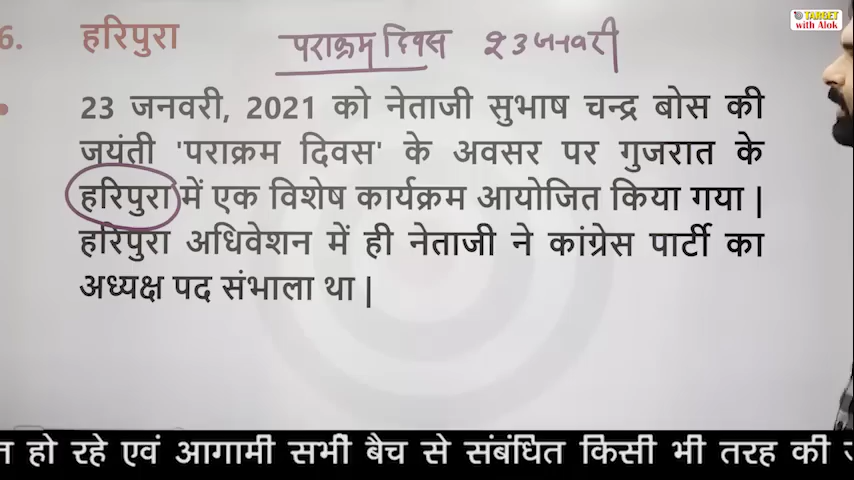 6. हरिपुरा
पराक्रम दिवस 23 जनवरी
TARGET
with Alok
23 जनवरी, 2021 को नेताजी सुभाष चन्द्र बोस की
जयंती 'पराक्रम दिवस' के अवसर पर गुजरात के
हरिपुरा में एक विशेष कार्यक्रम आयोजित किया गया |
हरिपुरा अधिवेशन में ही नेताजी ने कांग्रेस पार्टी का
अध्यक्ष पद संभाला था |
हो रहे एवं आगामी सभी बैच से संबंधित किसी भी तरह की